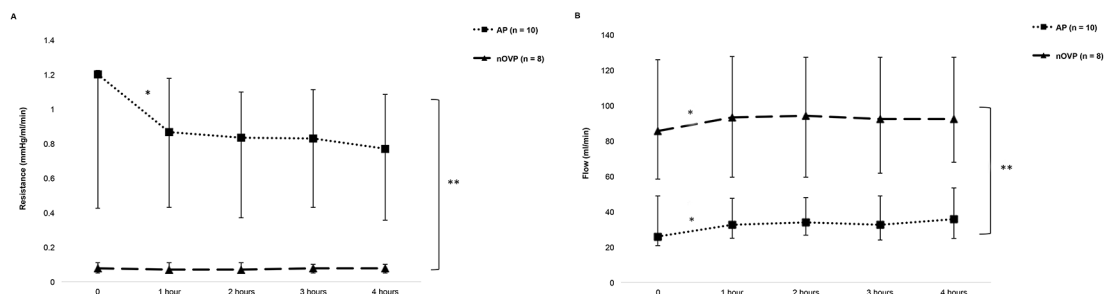 A
AP (n = 10)
nOVP (n = 8)
Resistance (mmHg/ml/min)
1.4
1.2
1
0.8
0.6
0.4
0.2
0
*
**
0 1 hour 2 hours 3 hours 4 hours
B
AP (n = 10)
nOVP (n = 8)
Flow (ml/min)
140
120
100
80
60
40
20
0
*
*
**
0 1 hour 2 hours 3 hours 4 hours